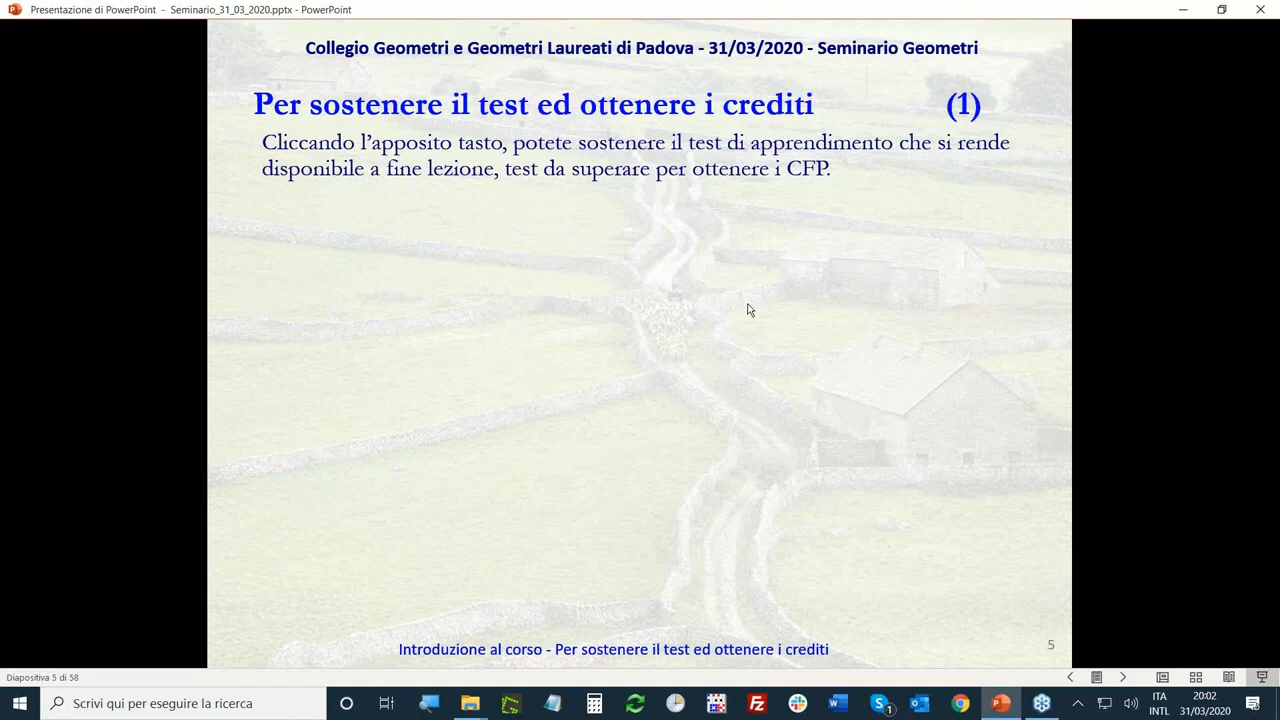 Presentazione di PowerPoint - Seminario_31_03_2020.pptx - PowerPoint
Collegio Geometri e Geometri Laureati di Padova - 31/03/2020 - Seminario Geometri
Per sostenere il test ed ottenere i crediti (1)
Cliccando l’apposito tasto, potete sostenere il test di apprendimento che si rende
disponibile a fine lezione, test da superare per ottenere i CFP.
Introduzione al corso - Per sostenere il test ed ottenere i crediti
5
Diapositiva 5 di 58
Scrivi qui per eseguire la ricerca
1
ITA
INTL
20:02
31/03/2020